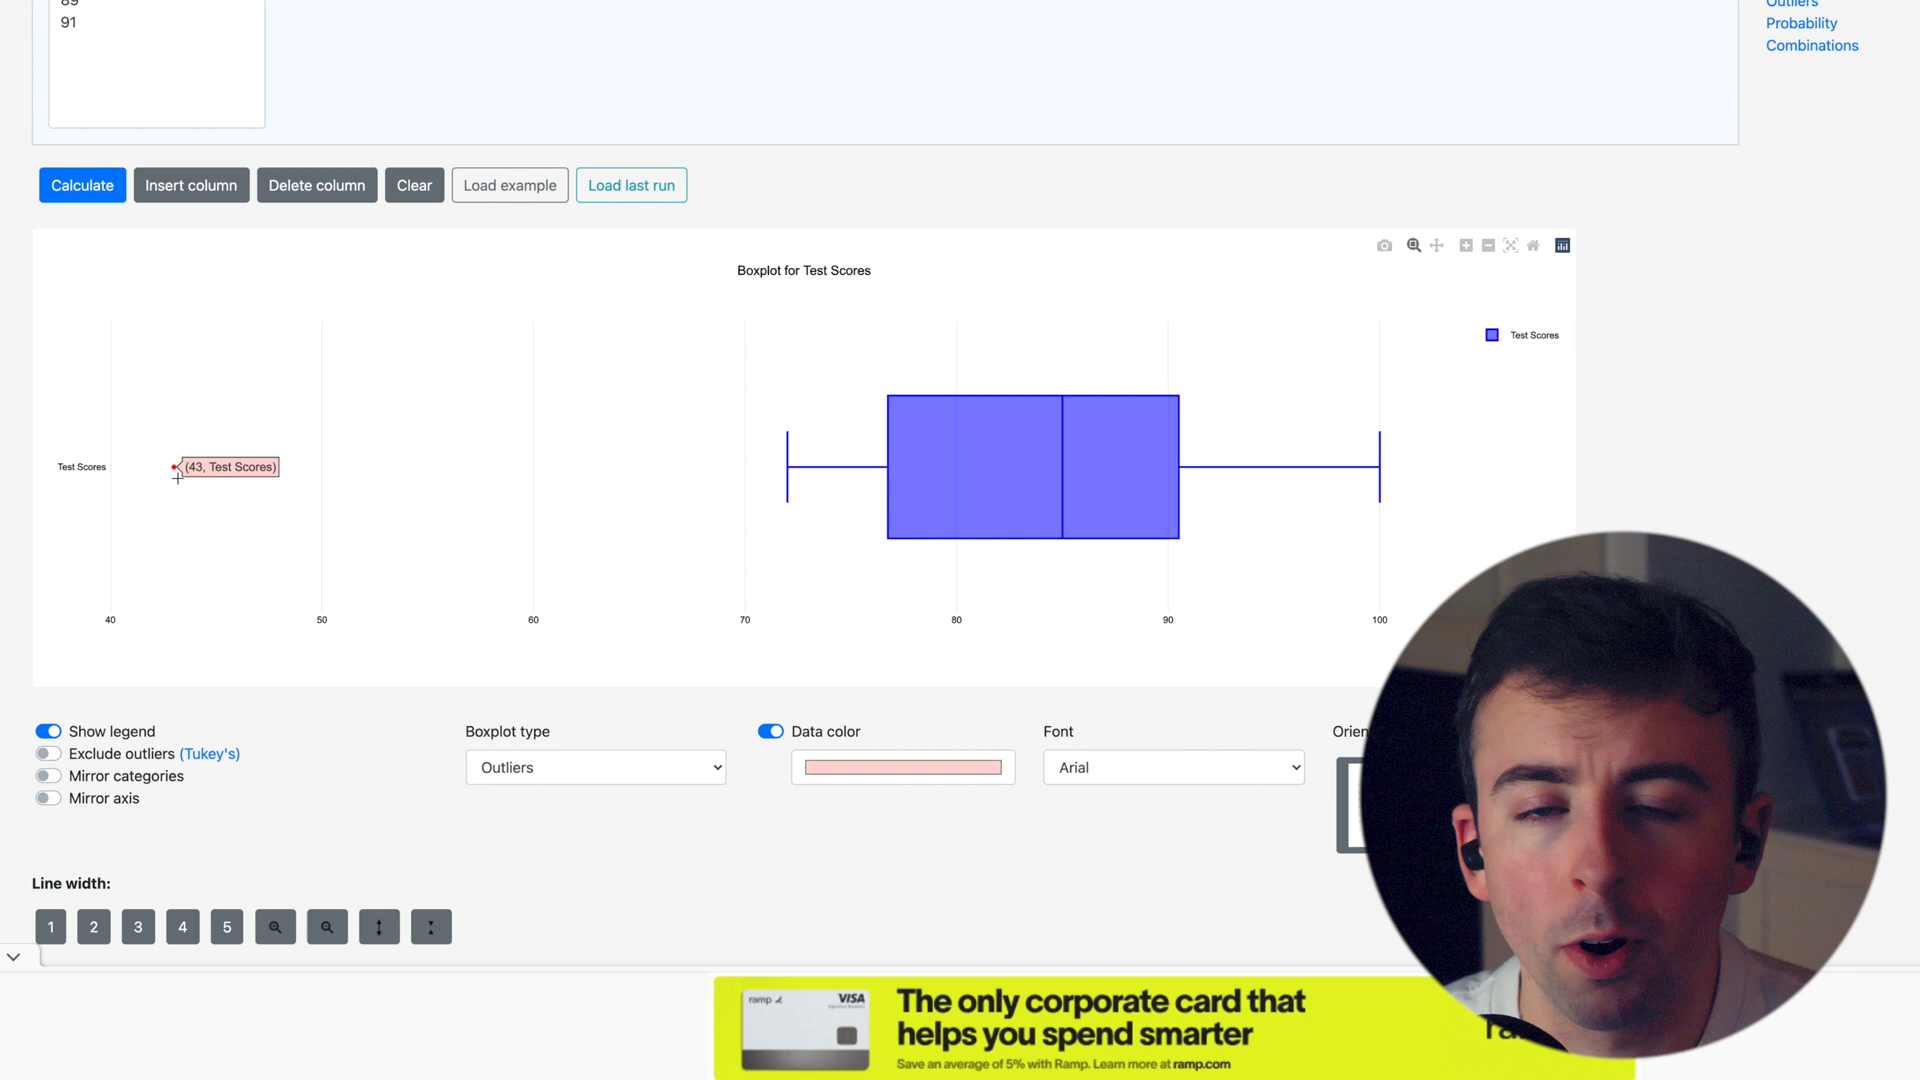 91
Outliers
Probability
Combinations
Calculate
Insert column
Delete column
Clear
Load example
Load last run
Boxplot for Test Scores
Test Scores
Test Scores
(43, Test Scores)
40
50
60
70
80
90
100
Show legend
Exclude outliers (Tukey's)
Mirror categories
Mirror axis
Boxplot type
Outliers
Data color
Font
Arial
Orien
Line width:
1
2
3
4
5
ramp
VISA
The only corporate card that
helps you spend smarter
Save an average of 5% with Ramp. Learn more at ramp.com